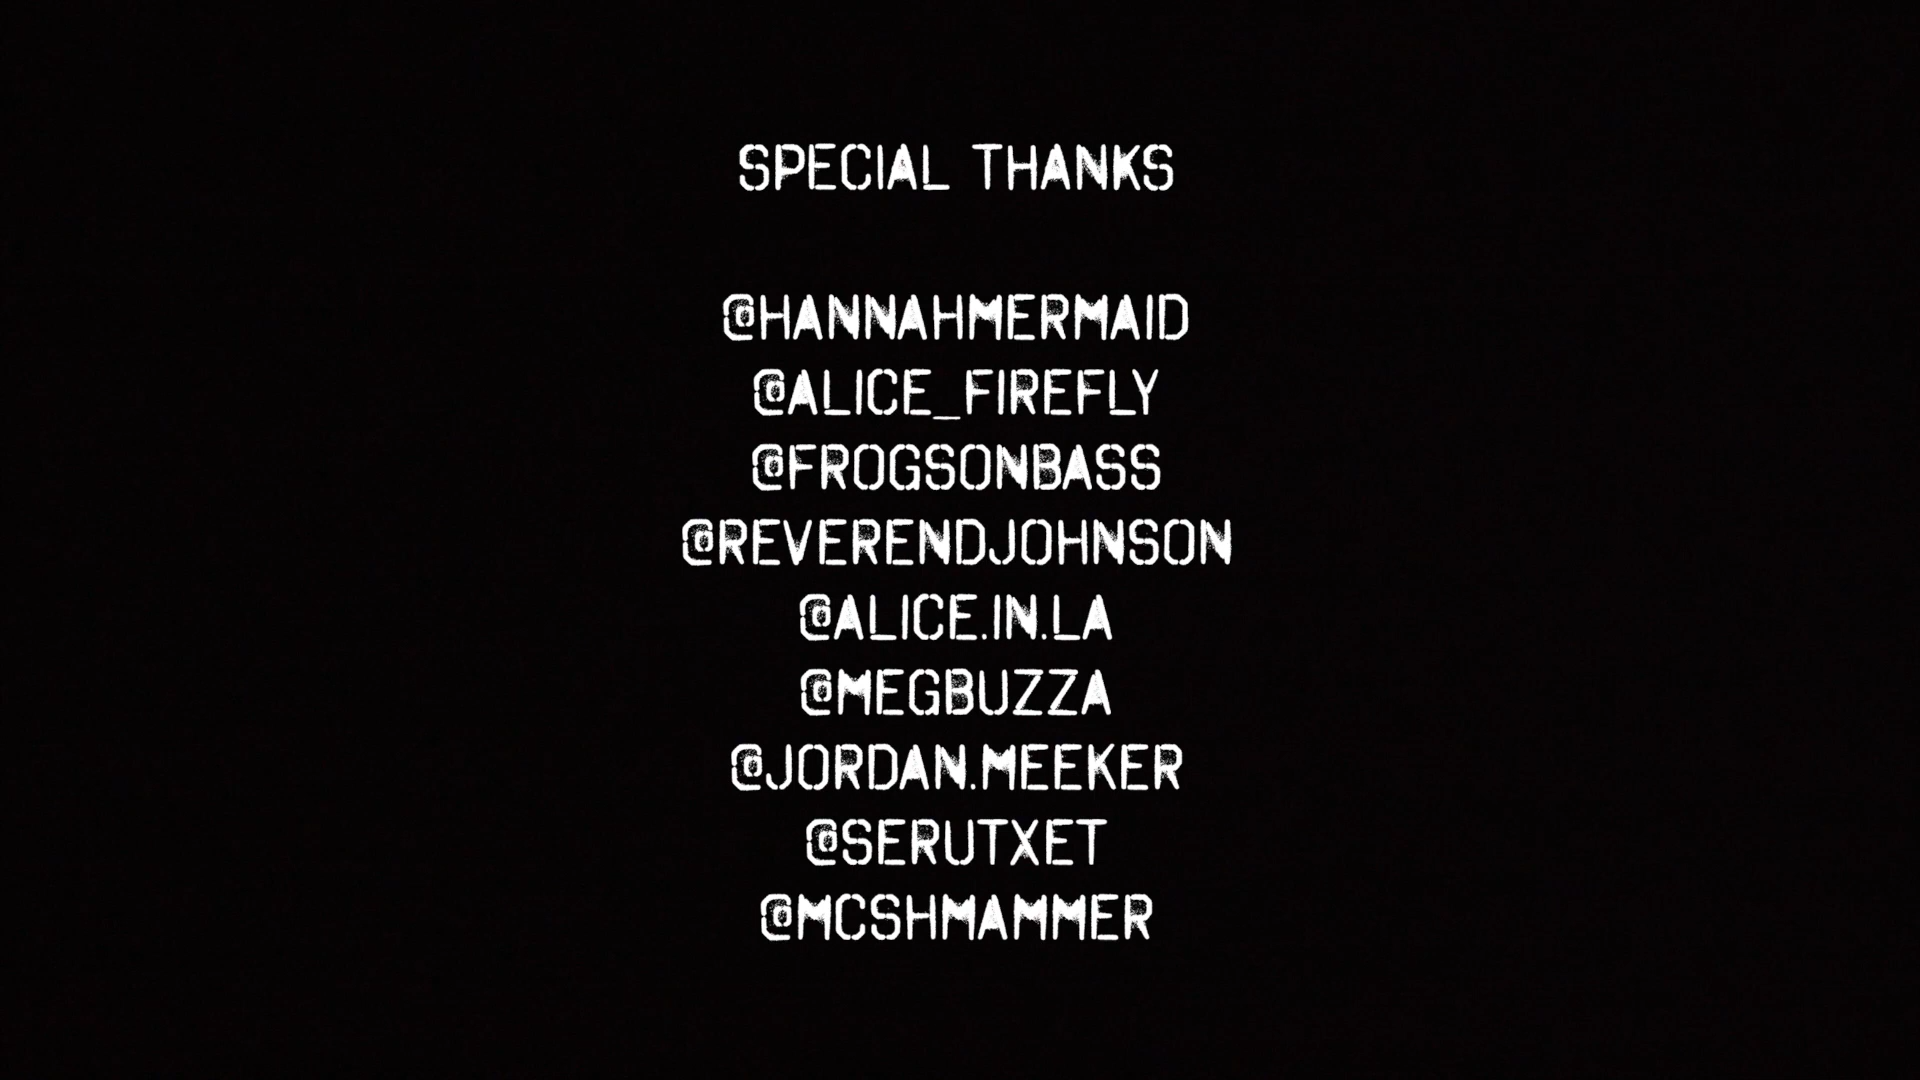 SPECIAL THANKS
@HANNAHMERMAID
@ALICE_FIREFLY
@FROGSONBASS
@REVERENDJOHNSON
@ALICE.IN.LA
@MEGBUZZA
@JORDAN.MEEKER
@SERUTXET
@MCSHMAMMER